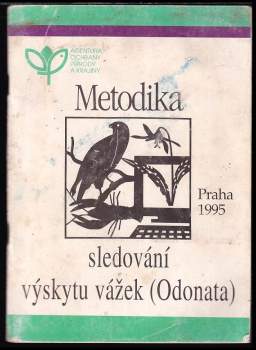 AGENTURA
OCHRANY
PŘÍRODY
A KRAJINY
Metodika
Praha
1995
sledování
výskytu vážek (Odonata)